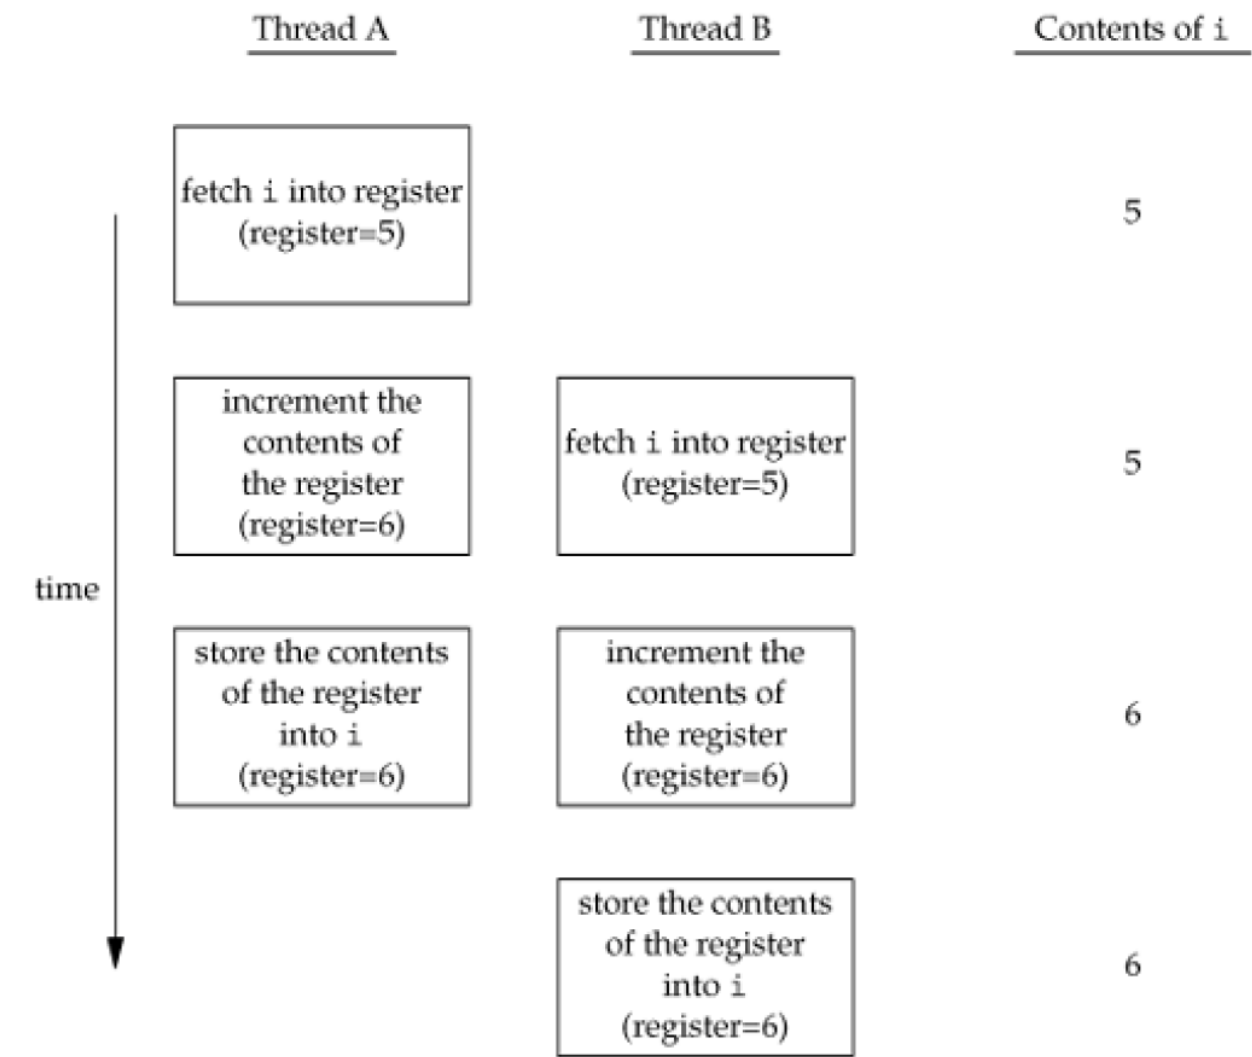 Thread A
Thread B
Contents of i
fetch i into register
(register=5)
5
increment the
contents of
the register
(register=6)
fetch i into register
(register=5)
5
time
store the contents
of the register
into i
(register=6)
increment the
contents of
the register
(register=6)
6
store the contents
of the register
into i
(register=6)
6